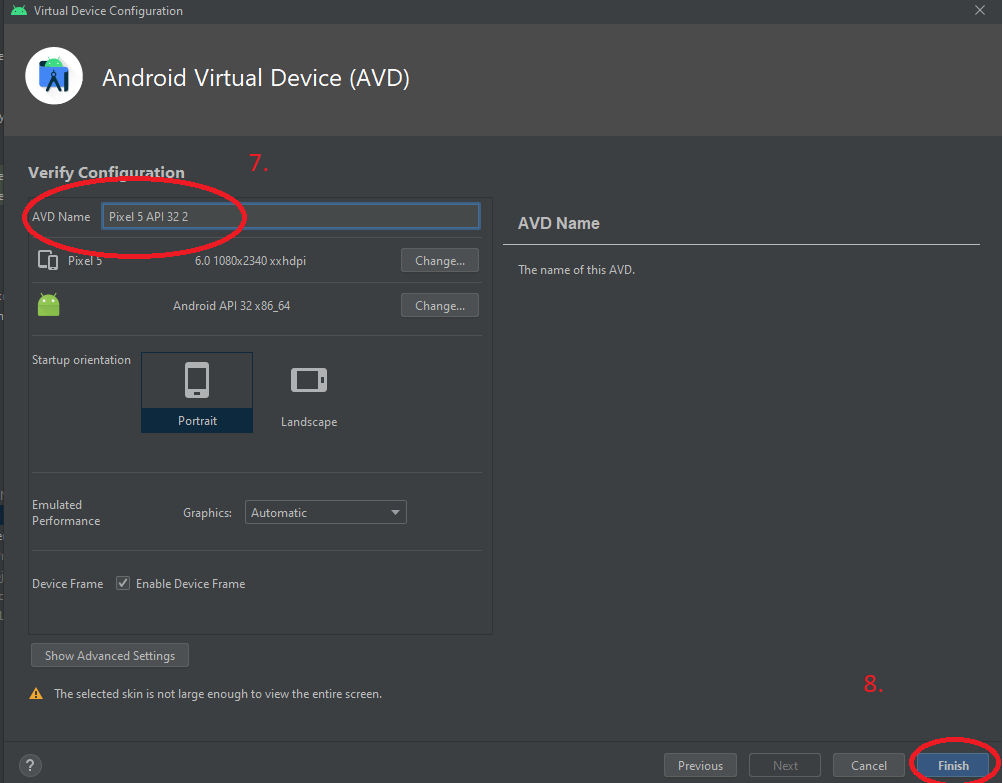 Virtual Device Configuration
Android Virtual Device (AVD)
Verify Configuration
7.
AVD Name
Pixel 5 API 32 2
Pixel 5
6.0 1080x2340 xxhdpi
Change...
Android API 32 x86_64
Change...
Startup orientation
Portrait
Landscape
Emulated
Performance
Graphics:
Automatic
Device Frame
Enable Device Frame
Show Advanced Settings
The selected skin is not large enough to view the entire screen.
AVD Name
The name of this AVD.
8.
?
Previous
Next
Cancel
Finish